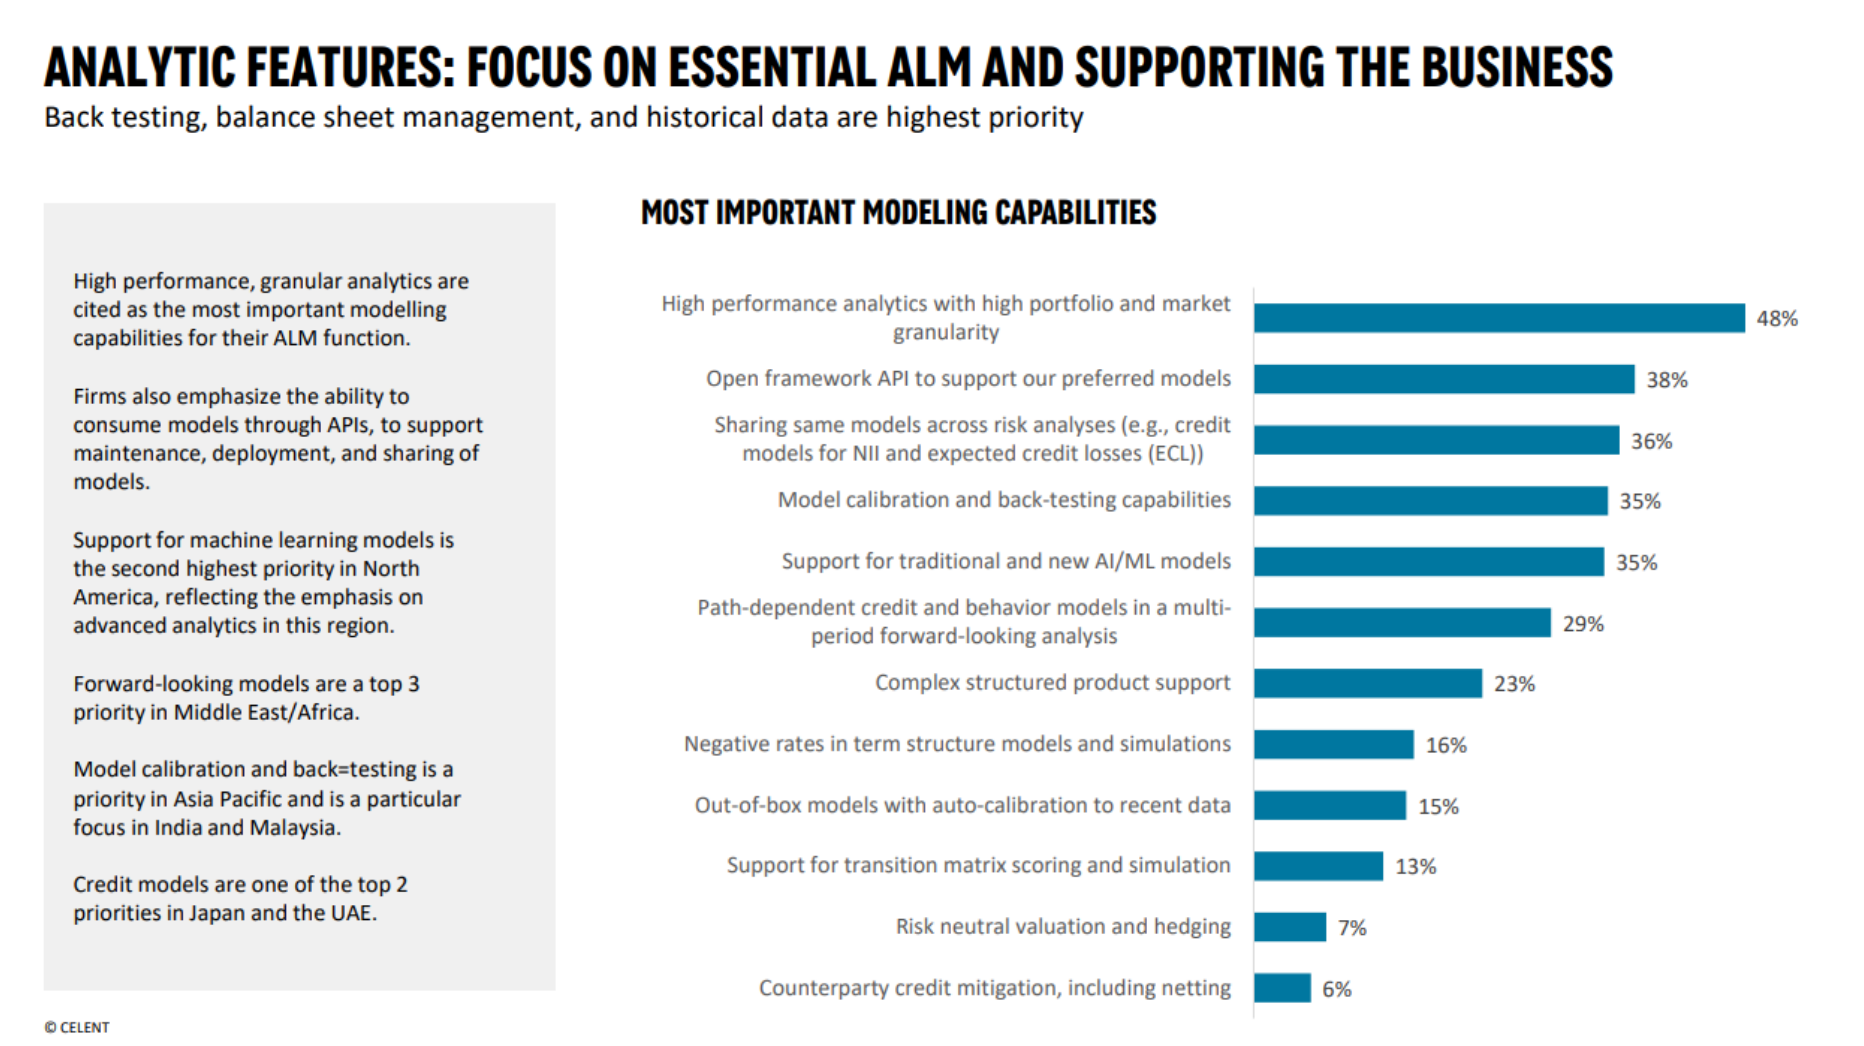 ANALYTIC FEATURES: FOCUS ON ESSENTIAL ALM AND SUPPORTING THE BUSINESS
Back testing, balance sheet management, and historical data are highest priority
High performance, granular analytics are
cited as the most important modelling
capabilities for their ALM function.
Firms also emphasize the ability to
consume models through APIs, to support
maintenance, deployment, and sharing of
models.
Support for machine learning models is
the second highest priority in North
America, reflecting the emphasis on
advanced analytics in this region.
Forward-looking models are a top 3
priority in Middle East/Africa.
Model calibration and back=testing is a
priority in Asia Pacific and is a particular
focus in India and Malaysia.
Credit models are one of the top 2
priorities in Japan and the UAE.
MOST IMPORTANT MODELING CAPABILITIES
High performance analytics with high portfolio and market
granularity
48%
Open framework API to support our preferred models
38%
Sharing same models across risk analyses (e.g., credit
models for NII and expected credit losses (ECL))
36%
Model calibration and back-testing capabilities
35%
Support for traditional and new AI/ML models
35%
Path-dependent credit and behavior models in a multi-
period forward-looking analysis
29%
Complex structured product support
23%
Negative rates in term structure models and simulations
16%
Out-of-box models with auto-calibration to recent data
15%
Support for transition matrix scoring and simulation
13%
Risk neutral valuation and hedging
7%
Counterparty credit mitigation, including netting
6%
© CELENT